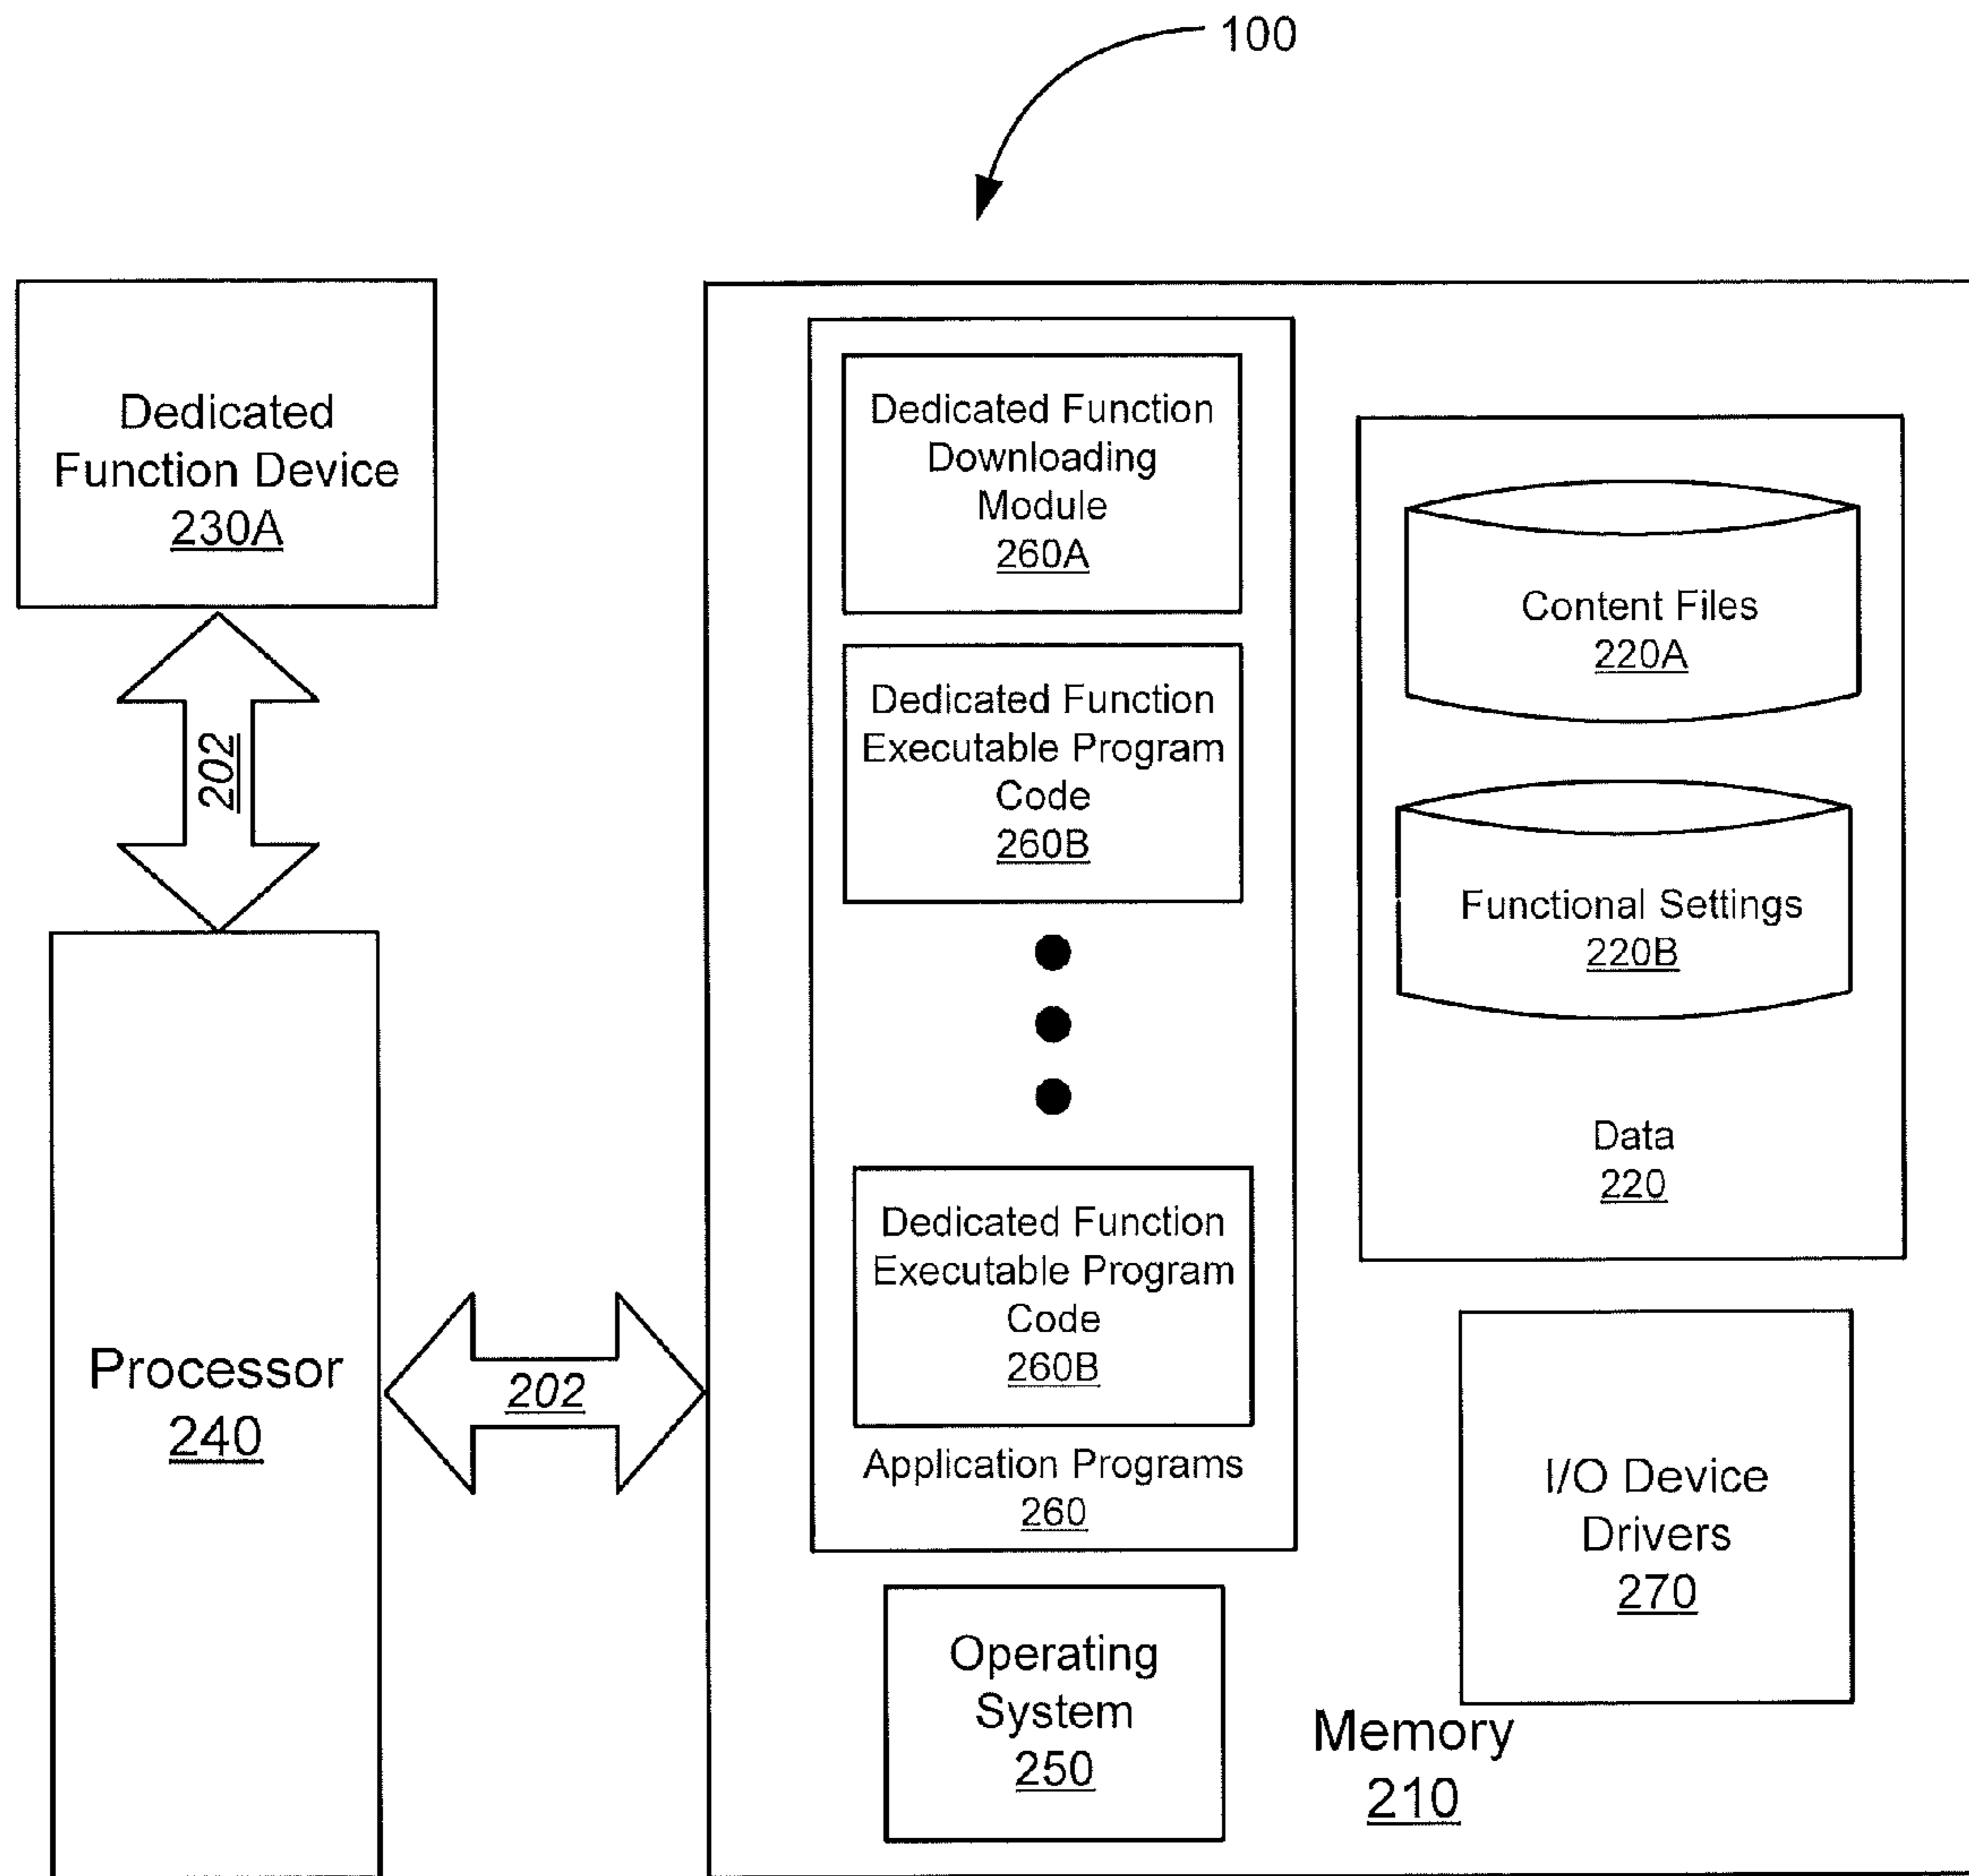 100
Dedicated
Function Device
230A
202
Processor
240
202
Dedicated Function
Downloading
Module
260A
Dedicated Function
Executable Program
Code
260B
Dedicated Function
Executable Program
Code
260B
Application Programs
260
Operating
System
250
Content Files
220A
Functional Settings
220B
Data
220
I/O Device
Drivers
270
Memory
210